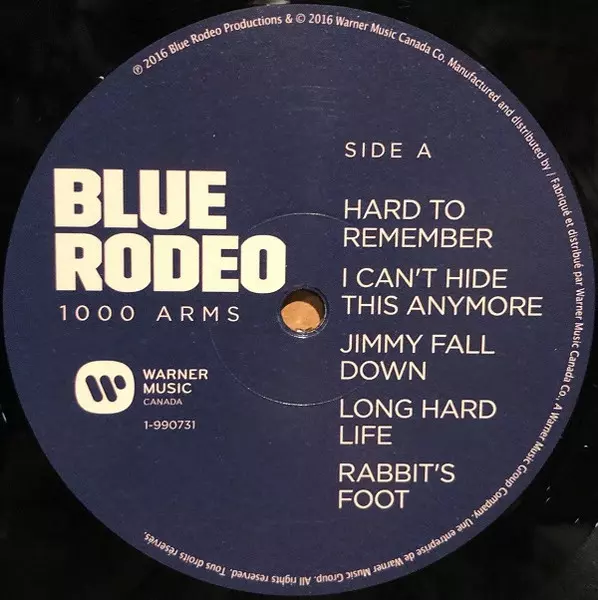 ℗ 2016 Blue Rodeo Productions & © 2016 Warner Music Canada Co. Manufactured and distributed by / Fabriqué et distribué par Warner Music Canada Co., A Warner Music Group Company. Une entreprise de Warner Music Group. All rights reserved. Tous droits réservés.
SIDE A
BLUE
RODEO
1000 ARMS
WARNER
MUSIC
CANADA
1-990731
HARD TO
REMEMBER
I CAN'T HIDE
THIS ANYMORE
JIMMY FALL
DOWN
LONG HARD
LIFE
RABBIT'S
FOOT